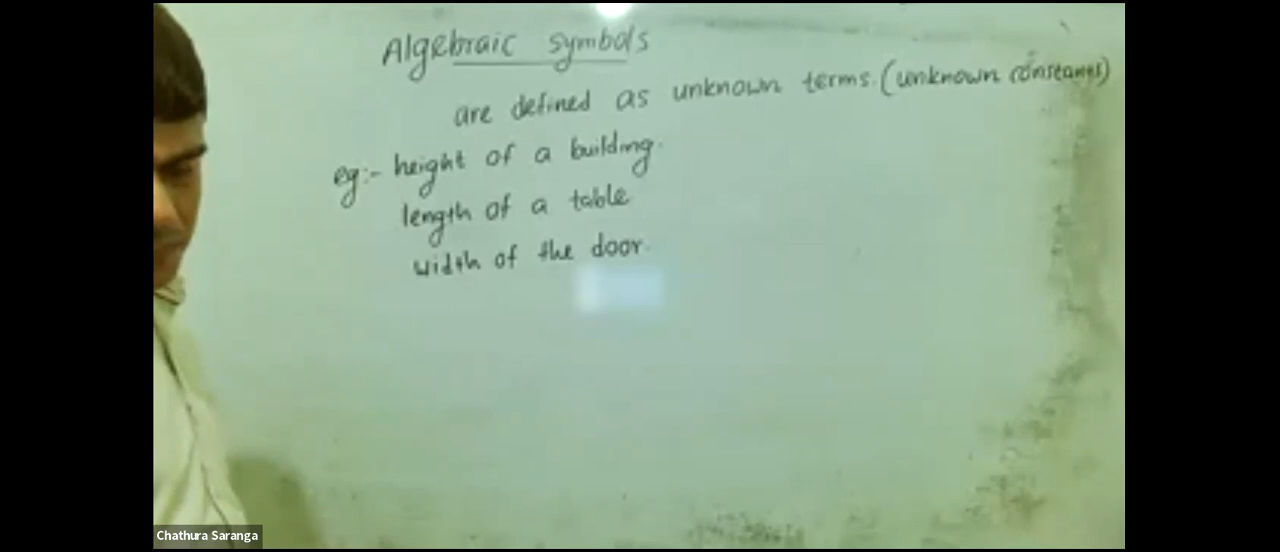 Algebraic symbols
are defined as unknown terms. (unknown constants)
eg:- height of a building.
length of a table
width of the door.
Chathura Saranga